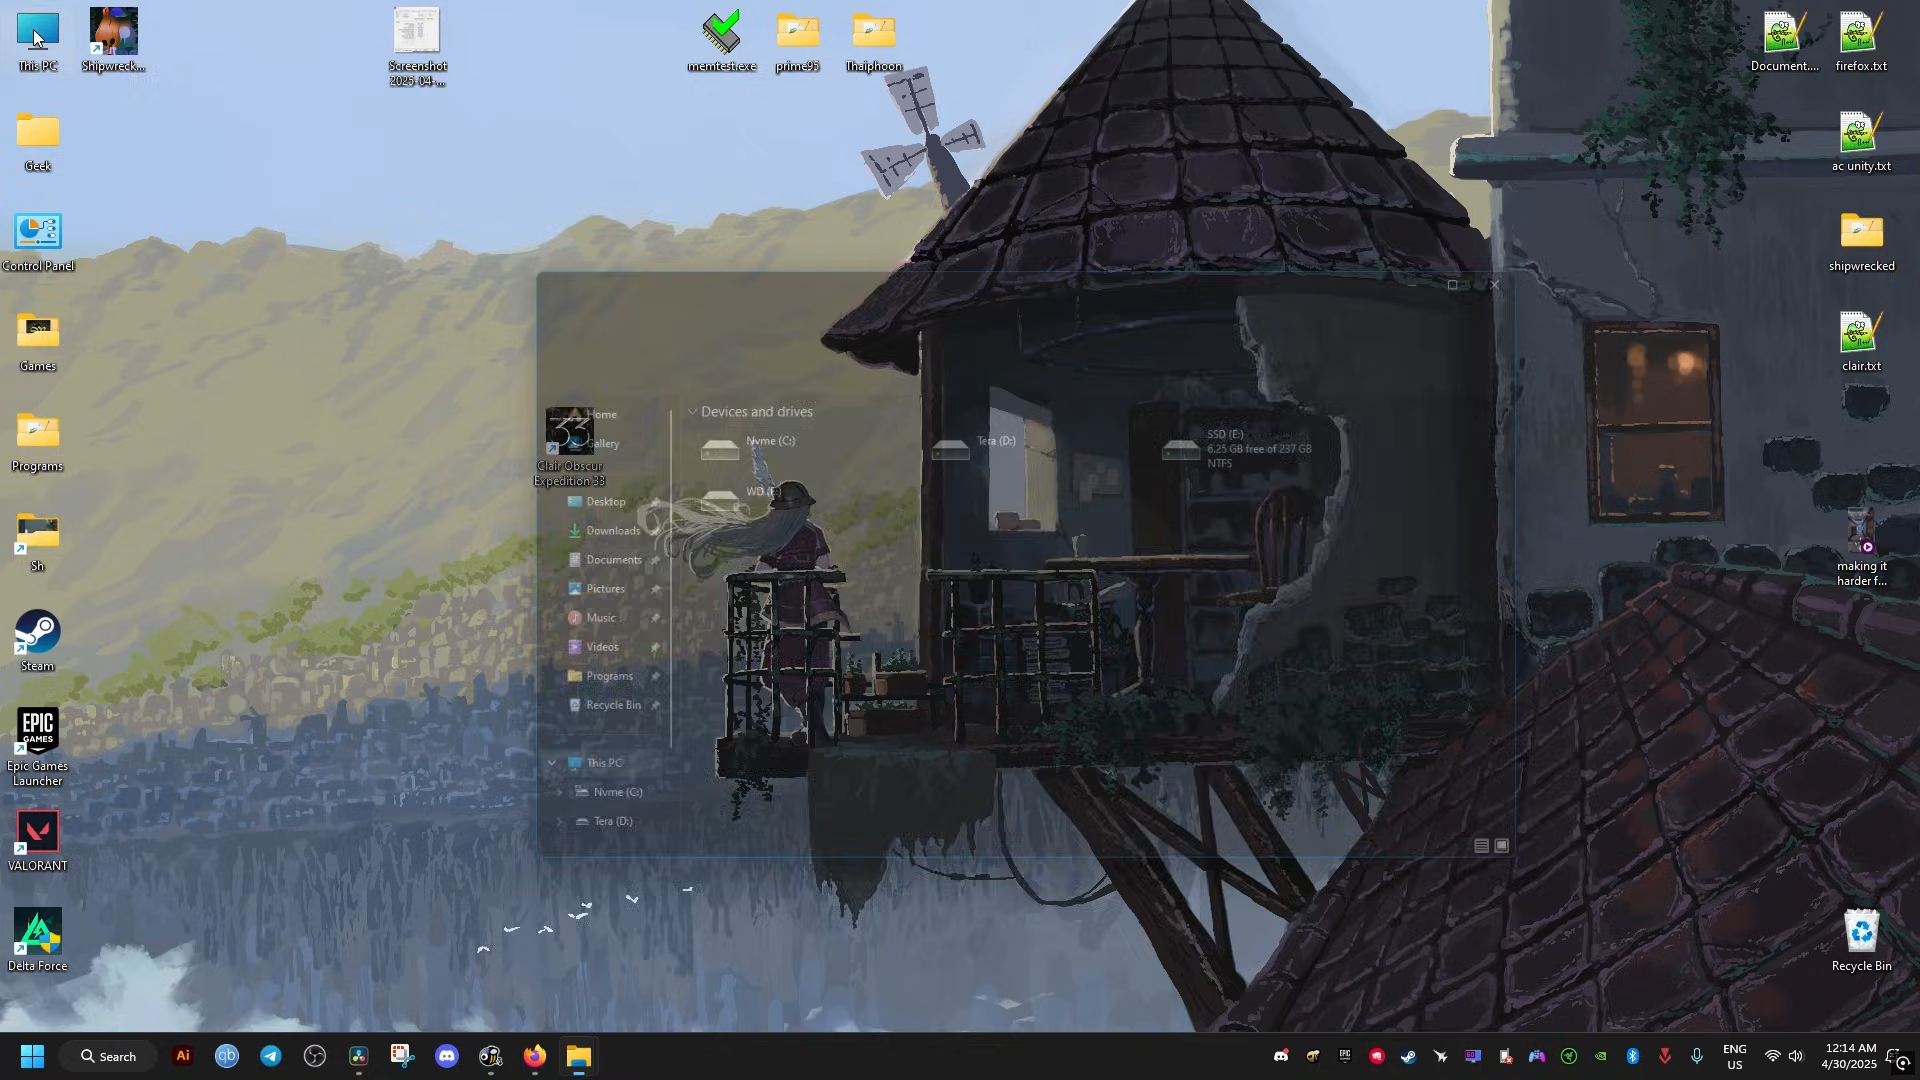 This PC
Shipwreck...
Screenshot
2025-04-...
memtest.exe
prime95
Thaiphoon
Document....
firefox.txt
Geek
ac unity.txt
Control Panel
shipwrecked
Games
clair.txt
Programs
33
Clair Obscur
Expedition 33
Home
Gallery
Desktop
Downloads
Documents
Pictures
Music
Videos
Programs
Recycle Bin
This PC
Nvme (C:)
Tera (D:)
Devices and drives
Nvme (C:)
Tera (D:)
SSD (E:)
6.25 GB free of 237 GB
NTFS
WD (F:)
Sh
making it
harder f...
Steam
EPIC
GAMES
Epic Games
Launcher
VALORANT
Delta Force
Recycle Bin
Search
Ai
qb
EPIC
ENG
US
12:14 AM
4/30/2025